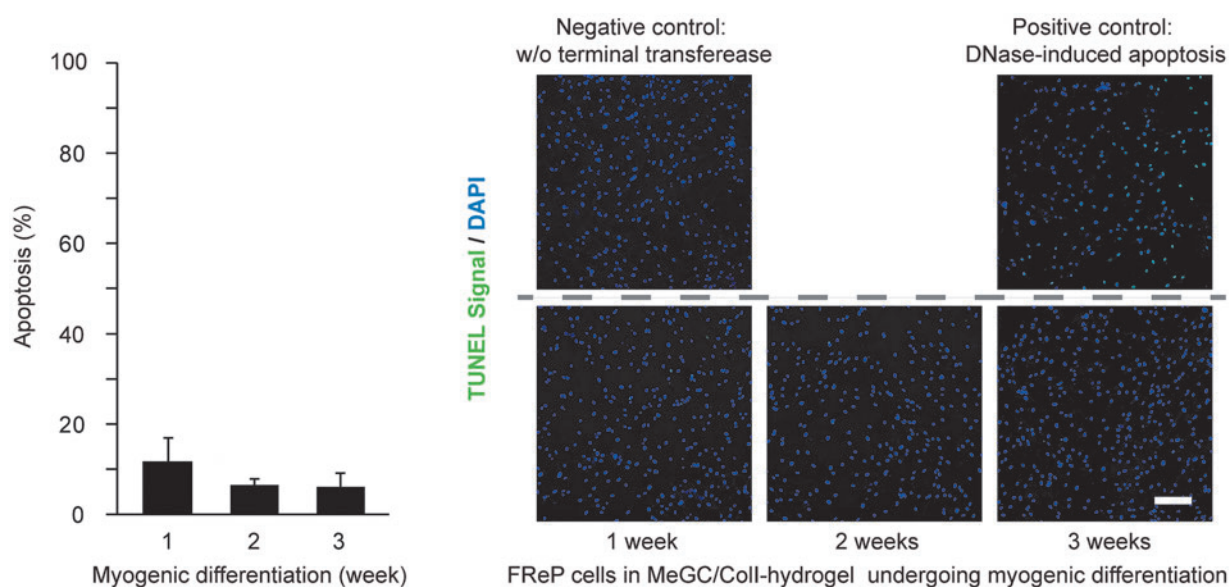 100
80
60
40
20
0
Apoptosis (%)
1 2 3
Myogenic differentiation (week)
Negative control:
w/o terminal transferease
Positive control:
DNase-induced apoptosis
TUNEL Signal / DAPI
1 week
2 weeks
3 weeks
FReP cells in MeGC/ColI-hydrogel undergoing myogenic differentiation